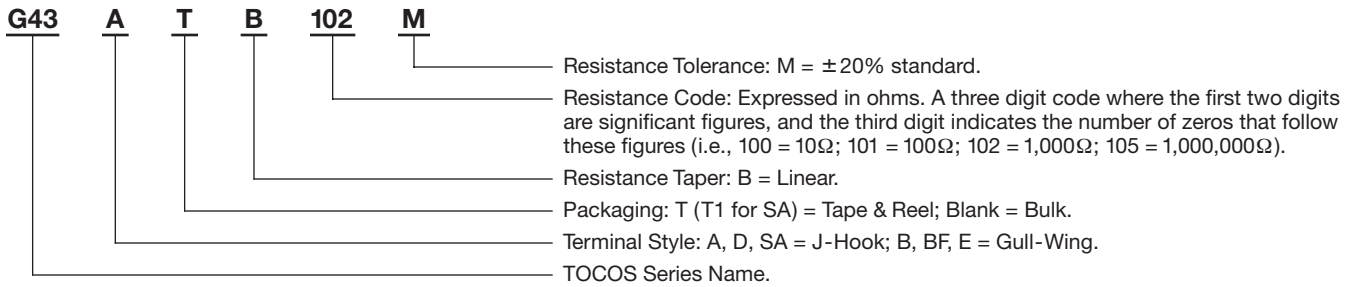 G43 A T B 102 M
Resistance Tolerance: M = ±20% standard.
Resistance Code: Expressed in ohms. A three digit code where the first two digits
are significant figures, and the third digit indicates the number of zeros that follow
these figures (i.e., 100 = 10Ω; 101 = 100Ω; 102 = 1,000Ω; 105 = 1,000,000Ω).
Resistance Taper: B = Linear.
Packaging: T (T1 for SA) = Tape & Reel; Blank = Bulk.
Terminal Style: A, D, SA = J-Hook; B, BF, E = Gull-Wing.
TOCOS Series Name.